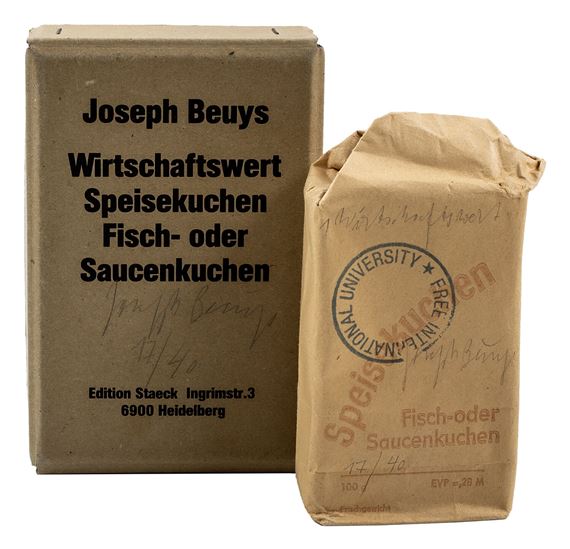 Joseph Beuys
Wirtschaftswert
Speisekuchen
Fisch- oder
Saucenkuchen
Joseph Beuys
17/40
Edition Staeck Ingrimstr.3
6900 Heidelberg
Wirtschaftswert
FREE INTERNATIONAL UNIVERSITY ★
Speisekuchen
Joseph Beuys
Fisch-oder
Saucenkuchen
17/40
100 g EVP -,28 M
Frischgewicht